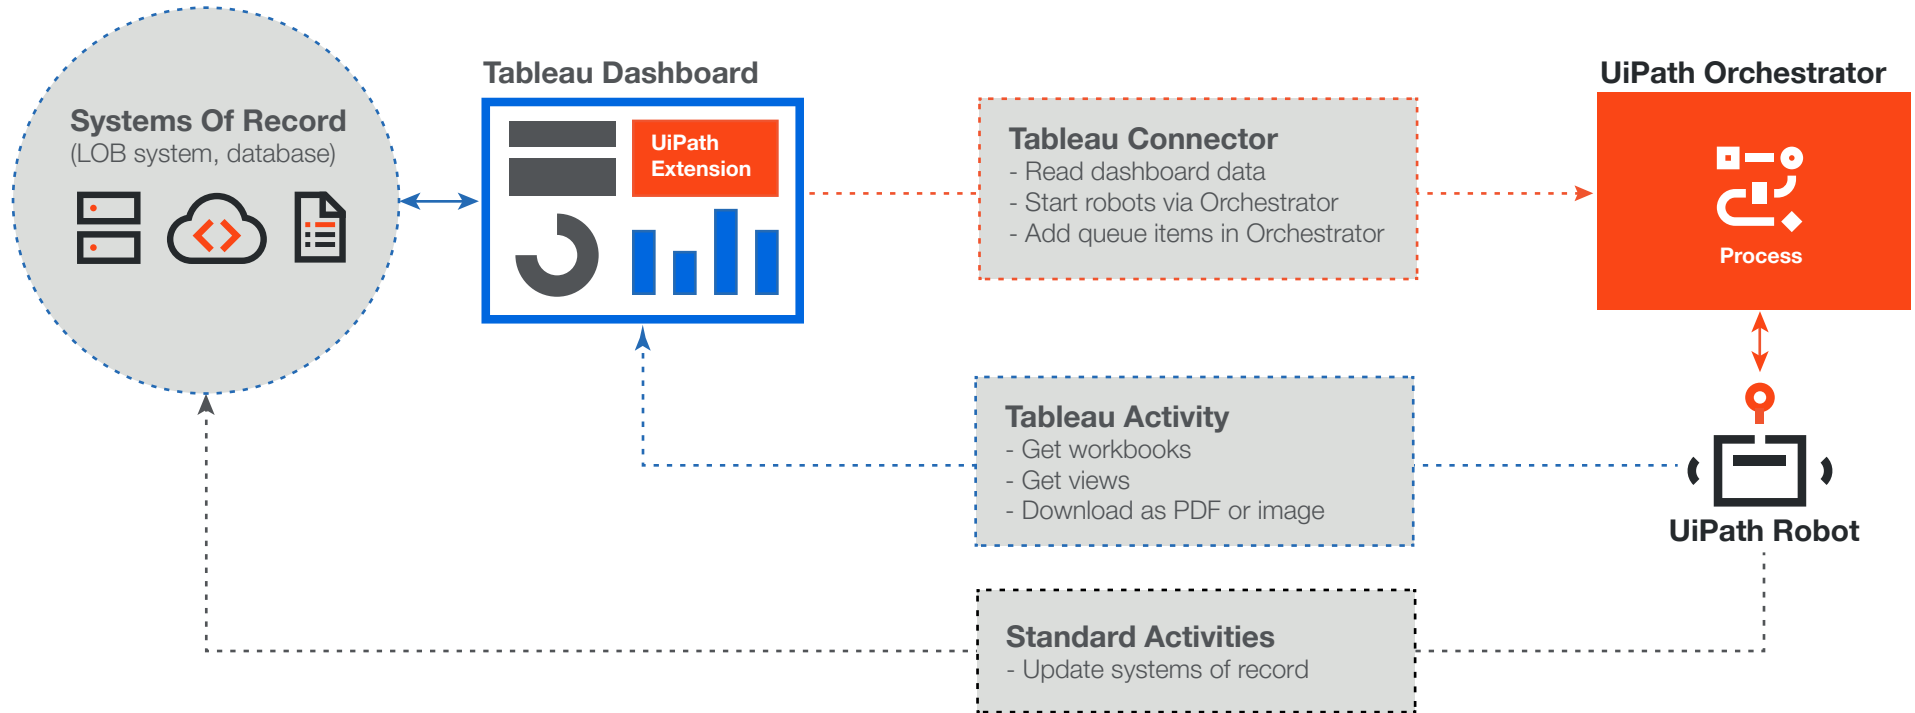 Systems Of Record
(LOB system, database)
Tableau Dashboard
UiPath
Extension
Tableau Connector
- Read dashboard data
- Start robots via Orchestrator
- Add queue items in Orchestrator
UiPath Orchestrator
Process
Tableau Activity
- Get workbooks
- Get views
- Download as PDF or image
UiPath Robot
Standard Activities
- Update systems of record